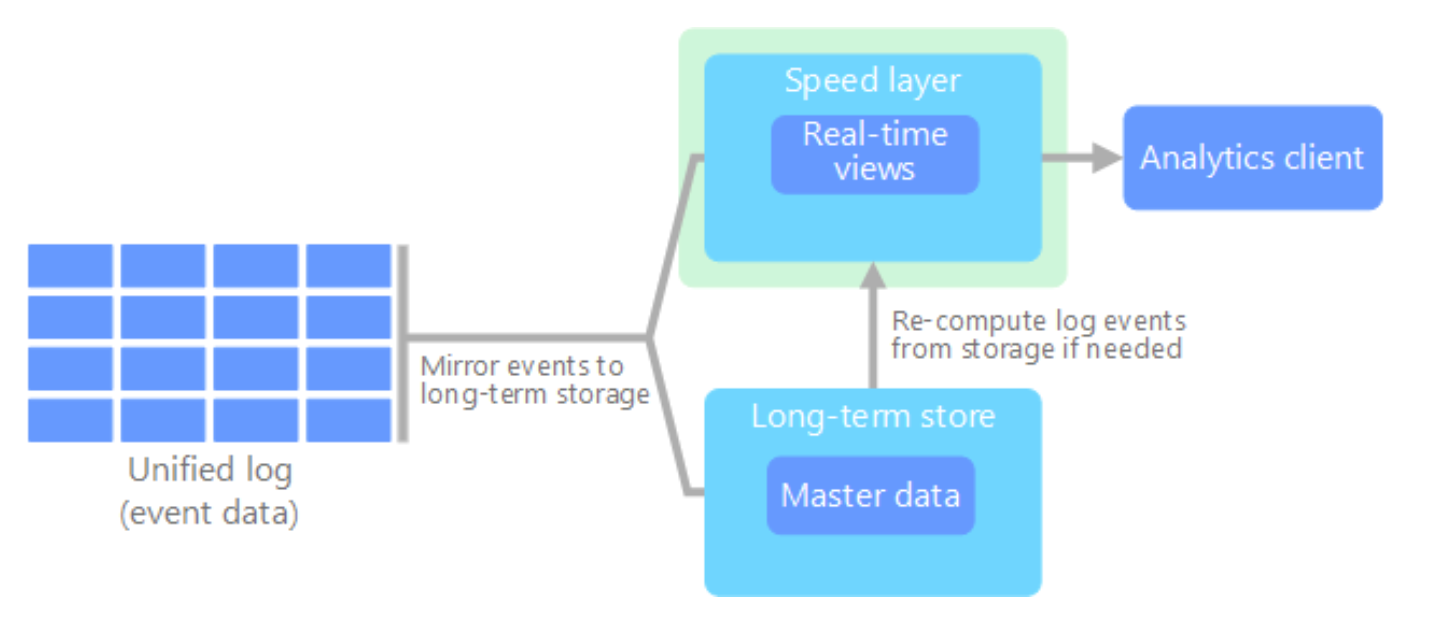 Speed layer
Real-time
views
Analytics client
Re-compute log events
from storage if needed
Mirror events to
long-term storage
Long-term store
Master data
Unified log
(event data)